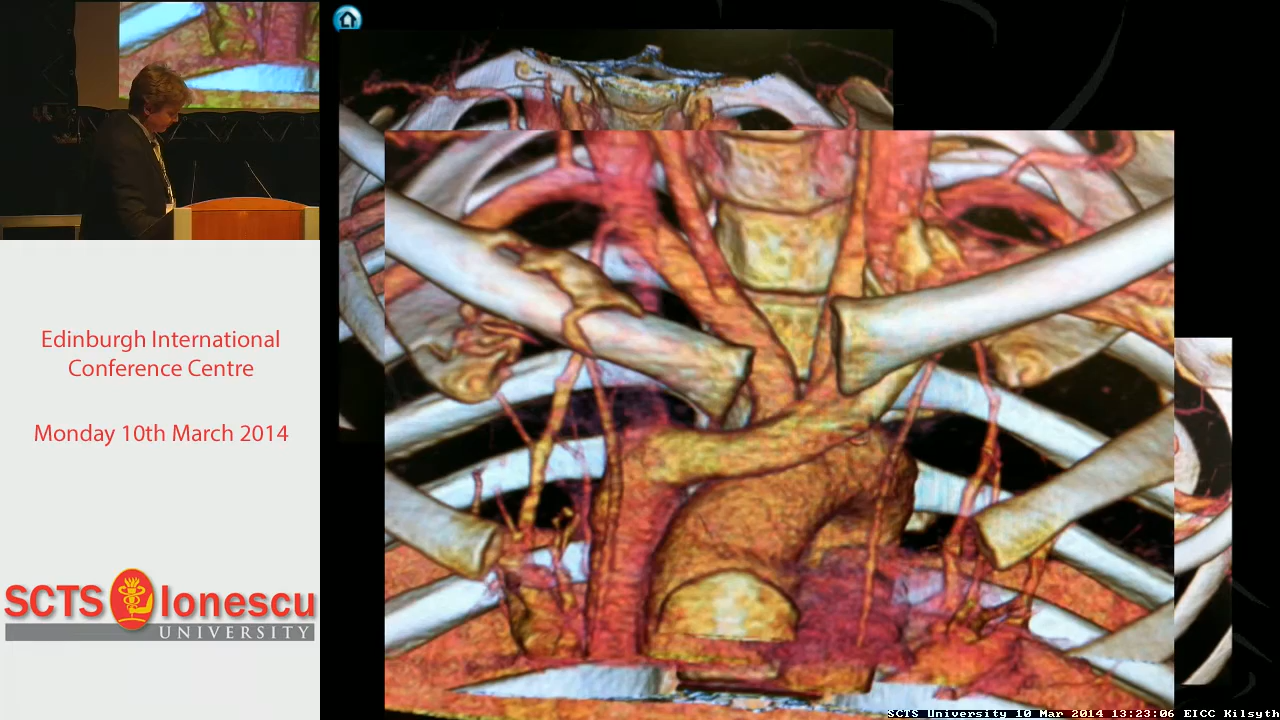 Edinburgh International
Conference Centre
Monday 10th March 2014
SCTS Ionescu
UNIVERSITY
SCTS University 10 Mar 2014 13:23:06 EICC Kilsyth